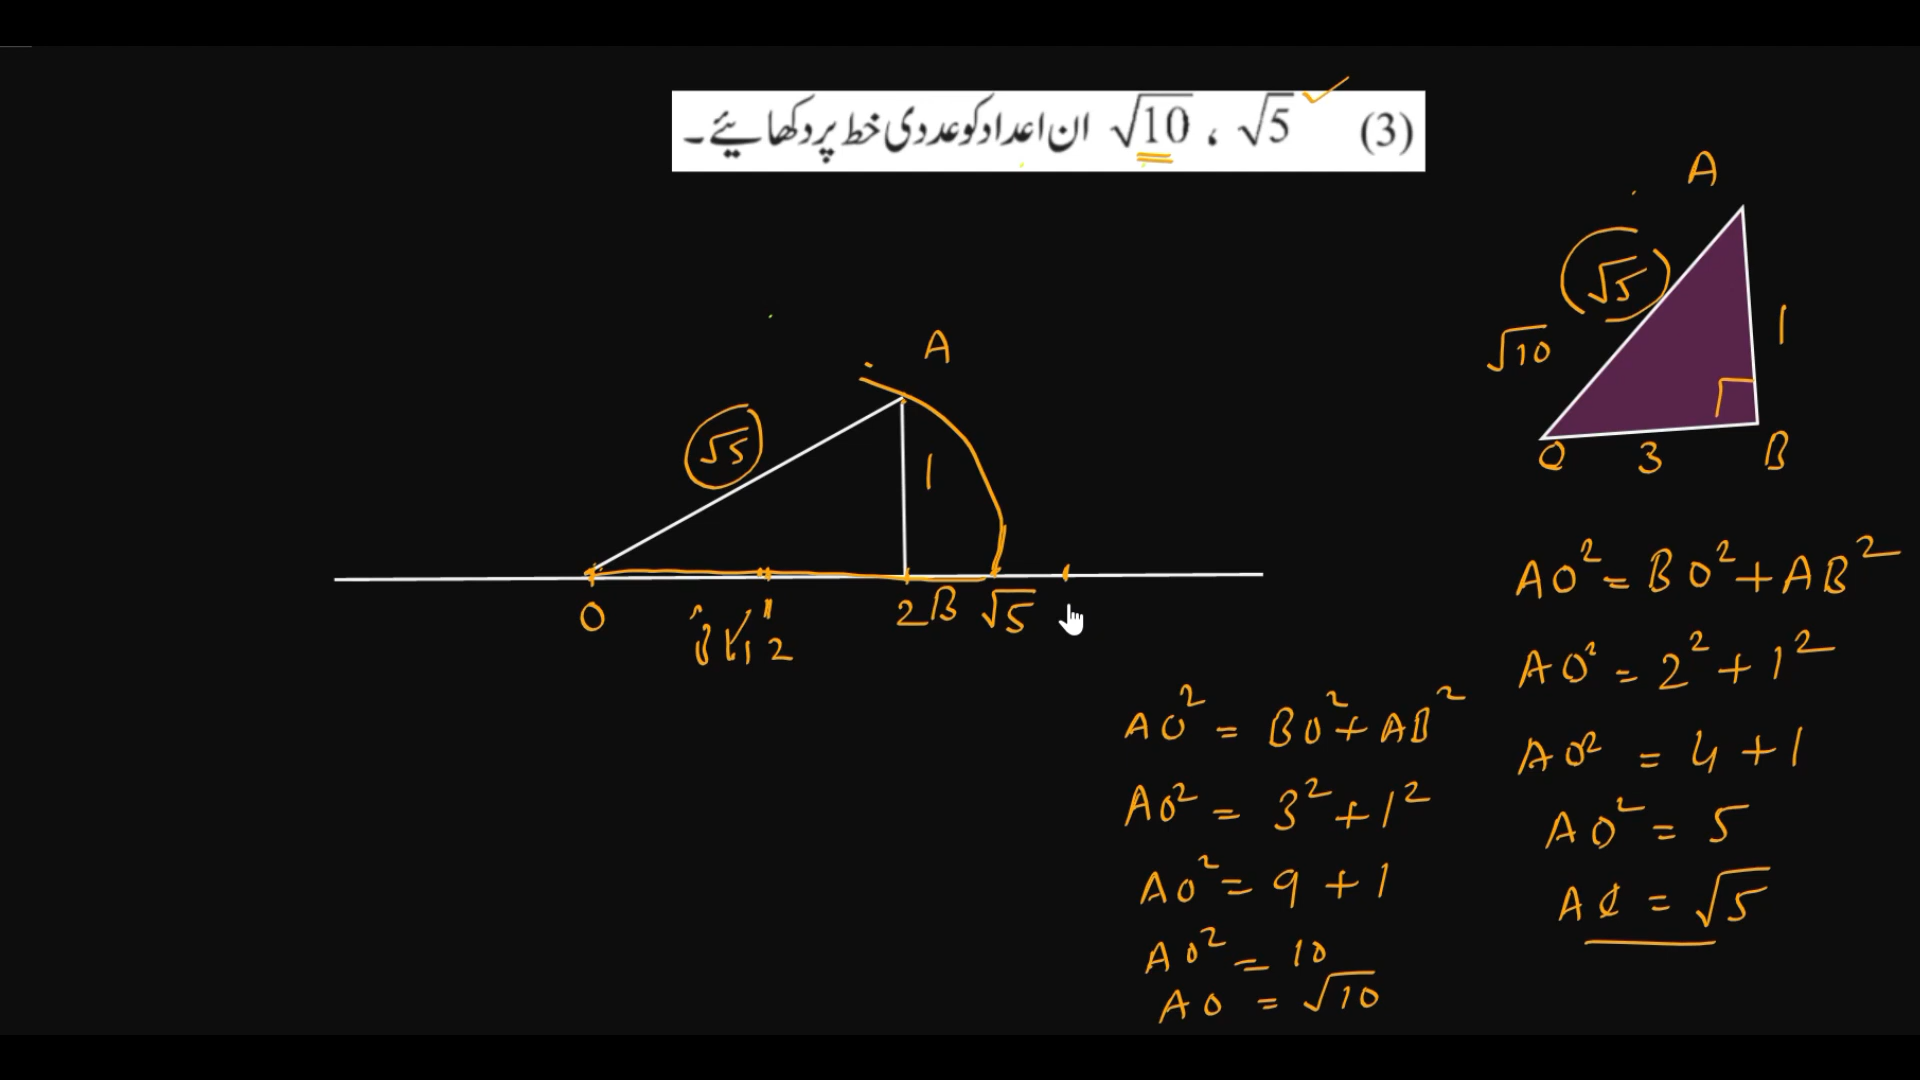 (3) √5 ، √10 ان اعداد کو عددی خط پر دکھائیے۔
A
√5
√10
1
O 3 B
A
√5
1
0 2 B √5
AO² = BO² + AB²
AO² = 2² + 1²
AO² = 4 + 1
AO² = 5
AO = √5
AO² = BO² + AB²
AO² = 3² + 1²
AO² = 9 + 1
AO² = 10
AO = √10